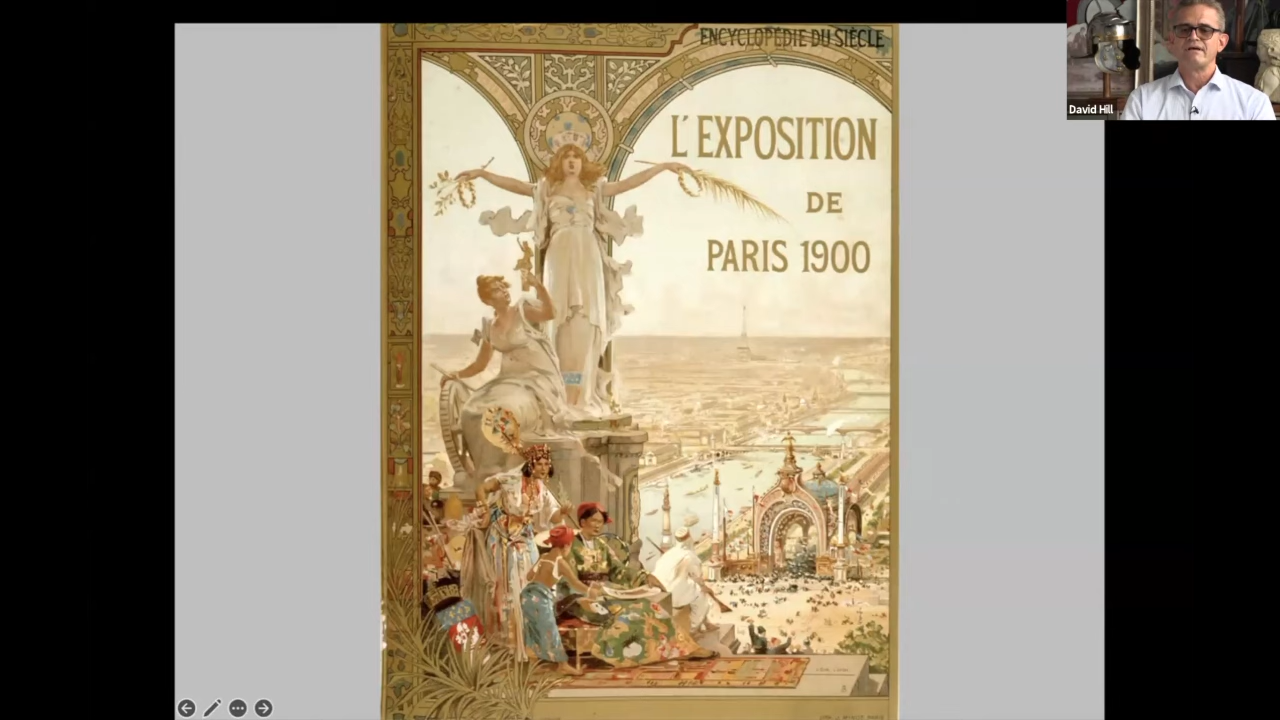 ENCYCLOPÉDIE DU SIÈCLE
L'EXPOSITION
DE
PARIS 1900
David Hill